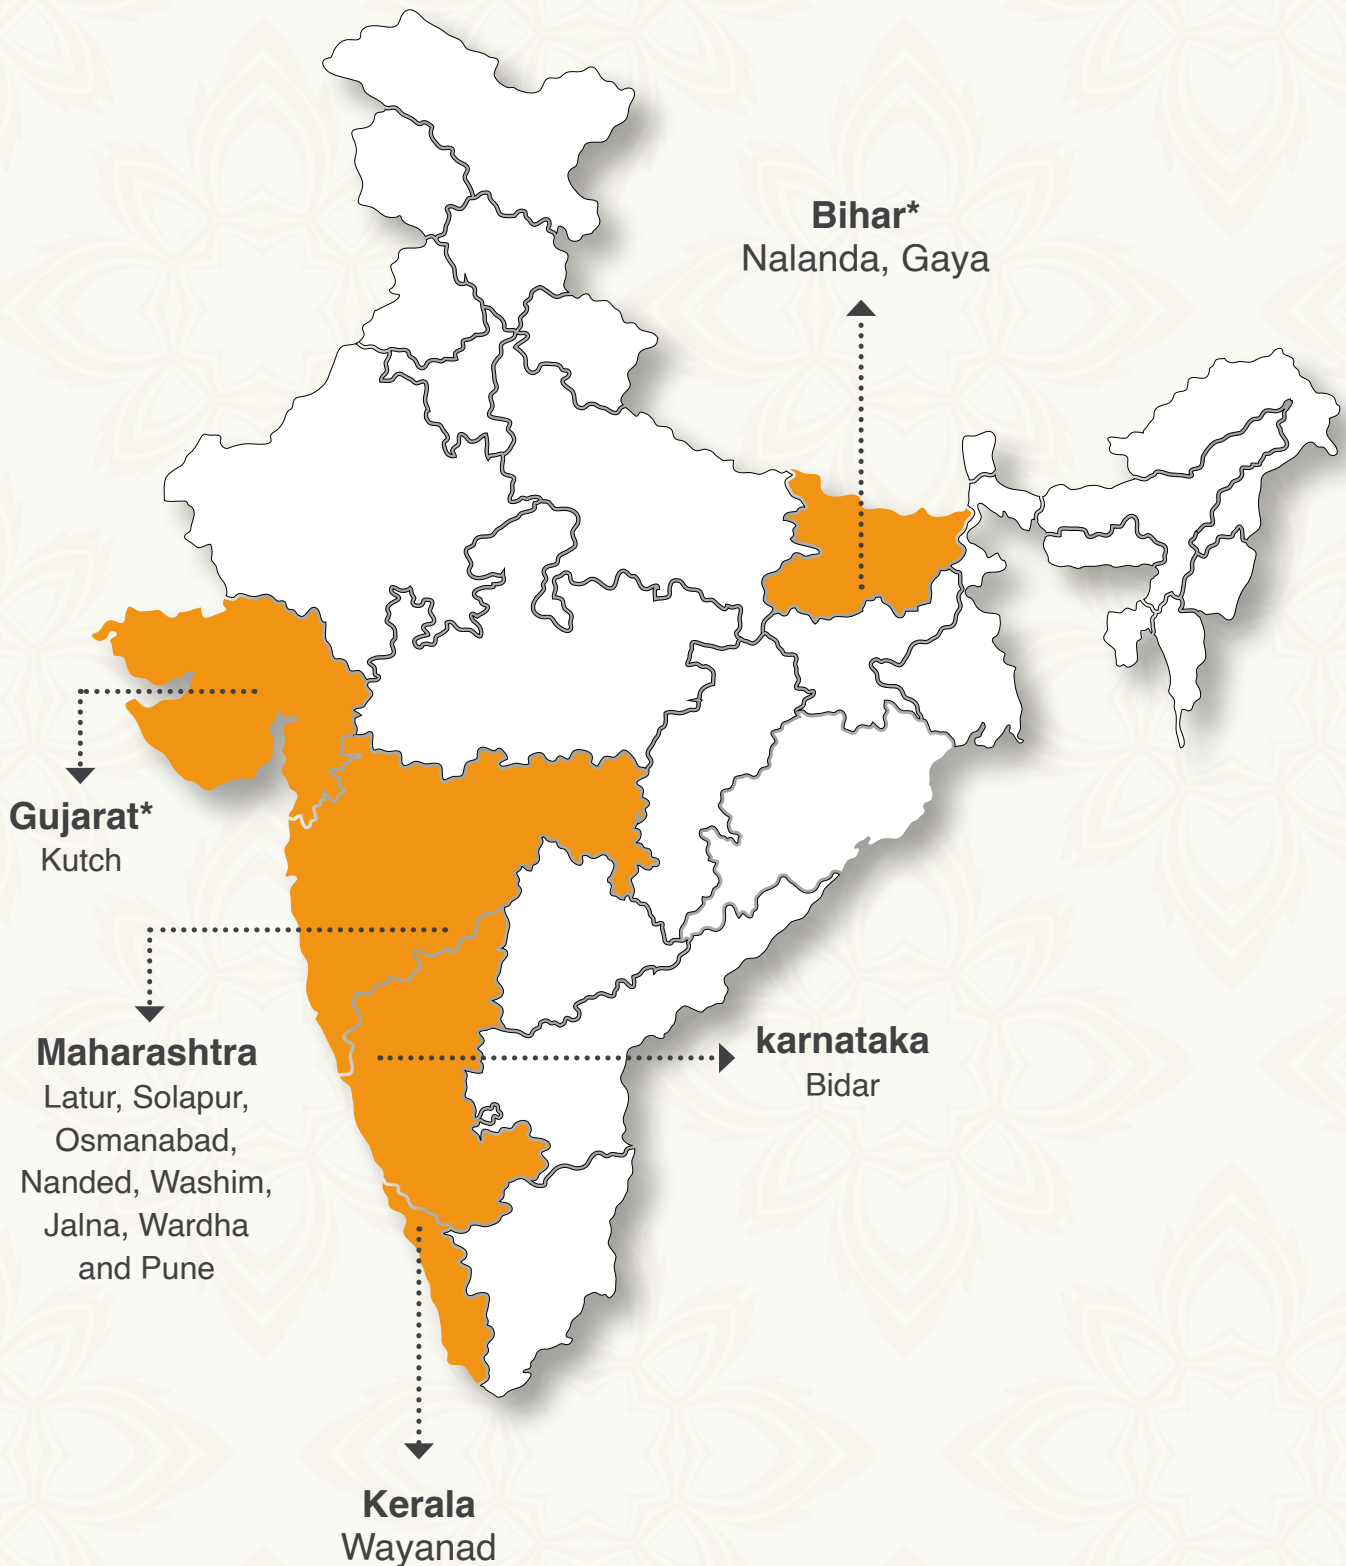 Bihar*
Nalanda, Gaya
Gujarat*
Kutch
Maharashtra
Latur, Solapur,
Osmanabad,
Nanded, Washim,
Jalna, Wardha
and Pune
karnataka
Bidar
Kerala
Wayanad